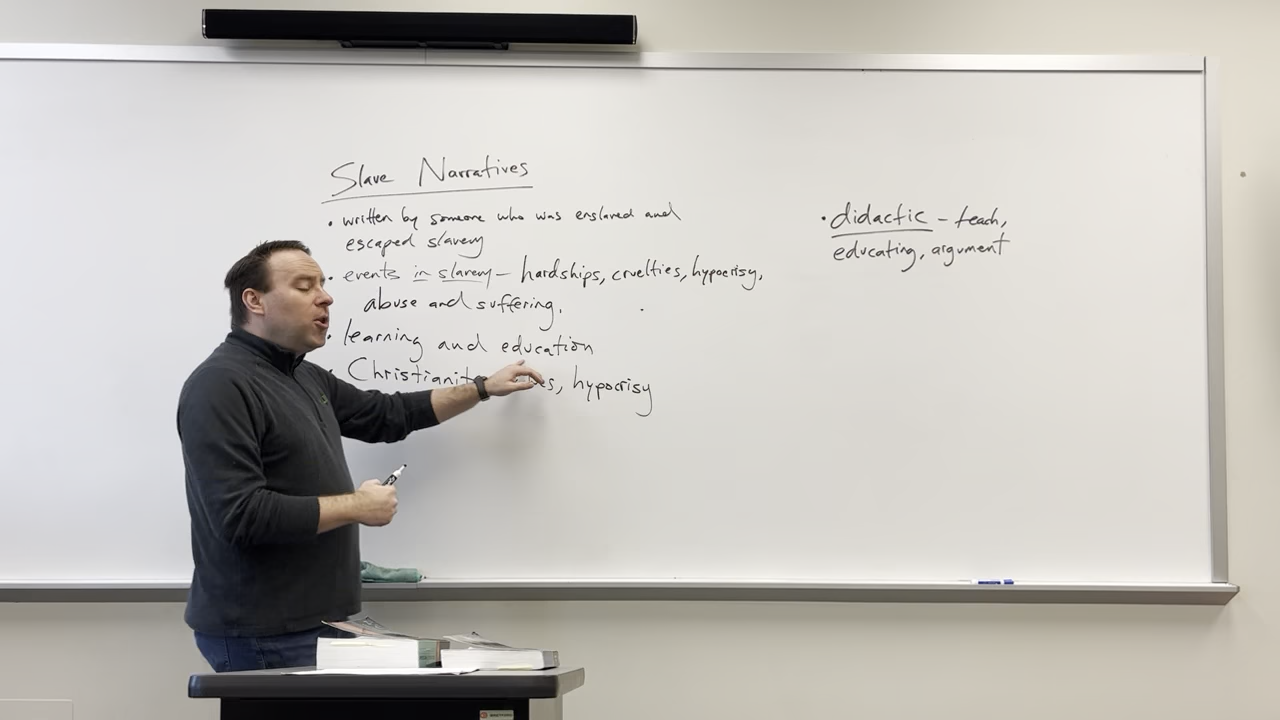 Slave Narratives
• written by someone who was enslaved and
escaped slavery
• events in slavery – hardships, cruelties, hypocrisy,
abuse and suffering.
• learning and education
• Christianity hypocrisy
• didactic – teach,
educating, argument